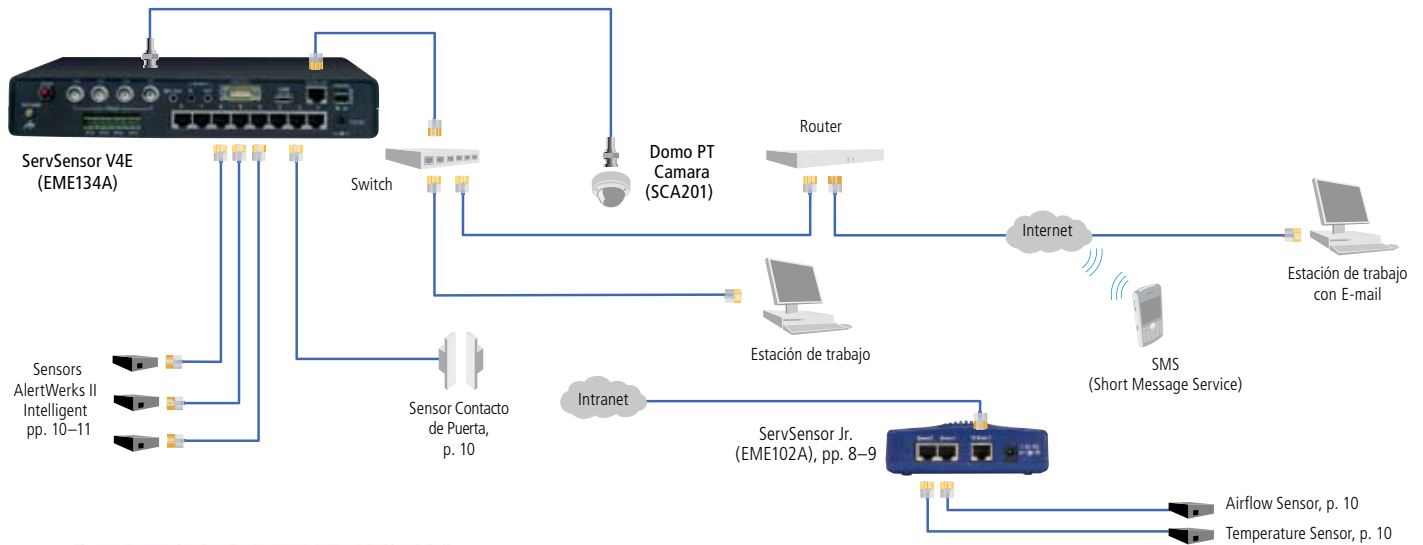 ServSensor V4E
(EME134A)
Switch
Domo PT
Camara
(SCA201)
Router
Internet
Estación de trabajo
con E-mail
Estación de trabajo
SMS
(Short Message Service)
Sensors
AlertWerks II
Intelligent
pp. 10–11
Sensor Contacto
de Puerta,
p. 10
Intranet
ServSensor Jr.
(EME102A), pp. 8–9
Airflow Sensor, p. 10
Temperature Sensor, p. 10